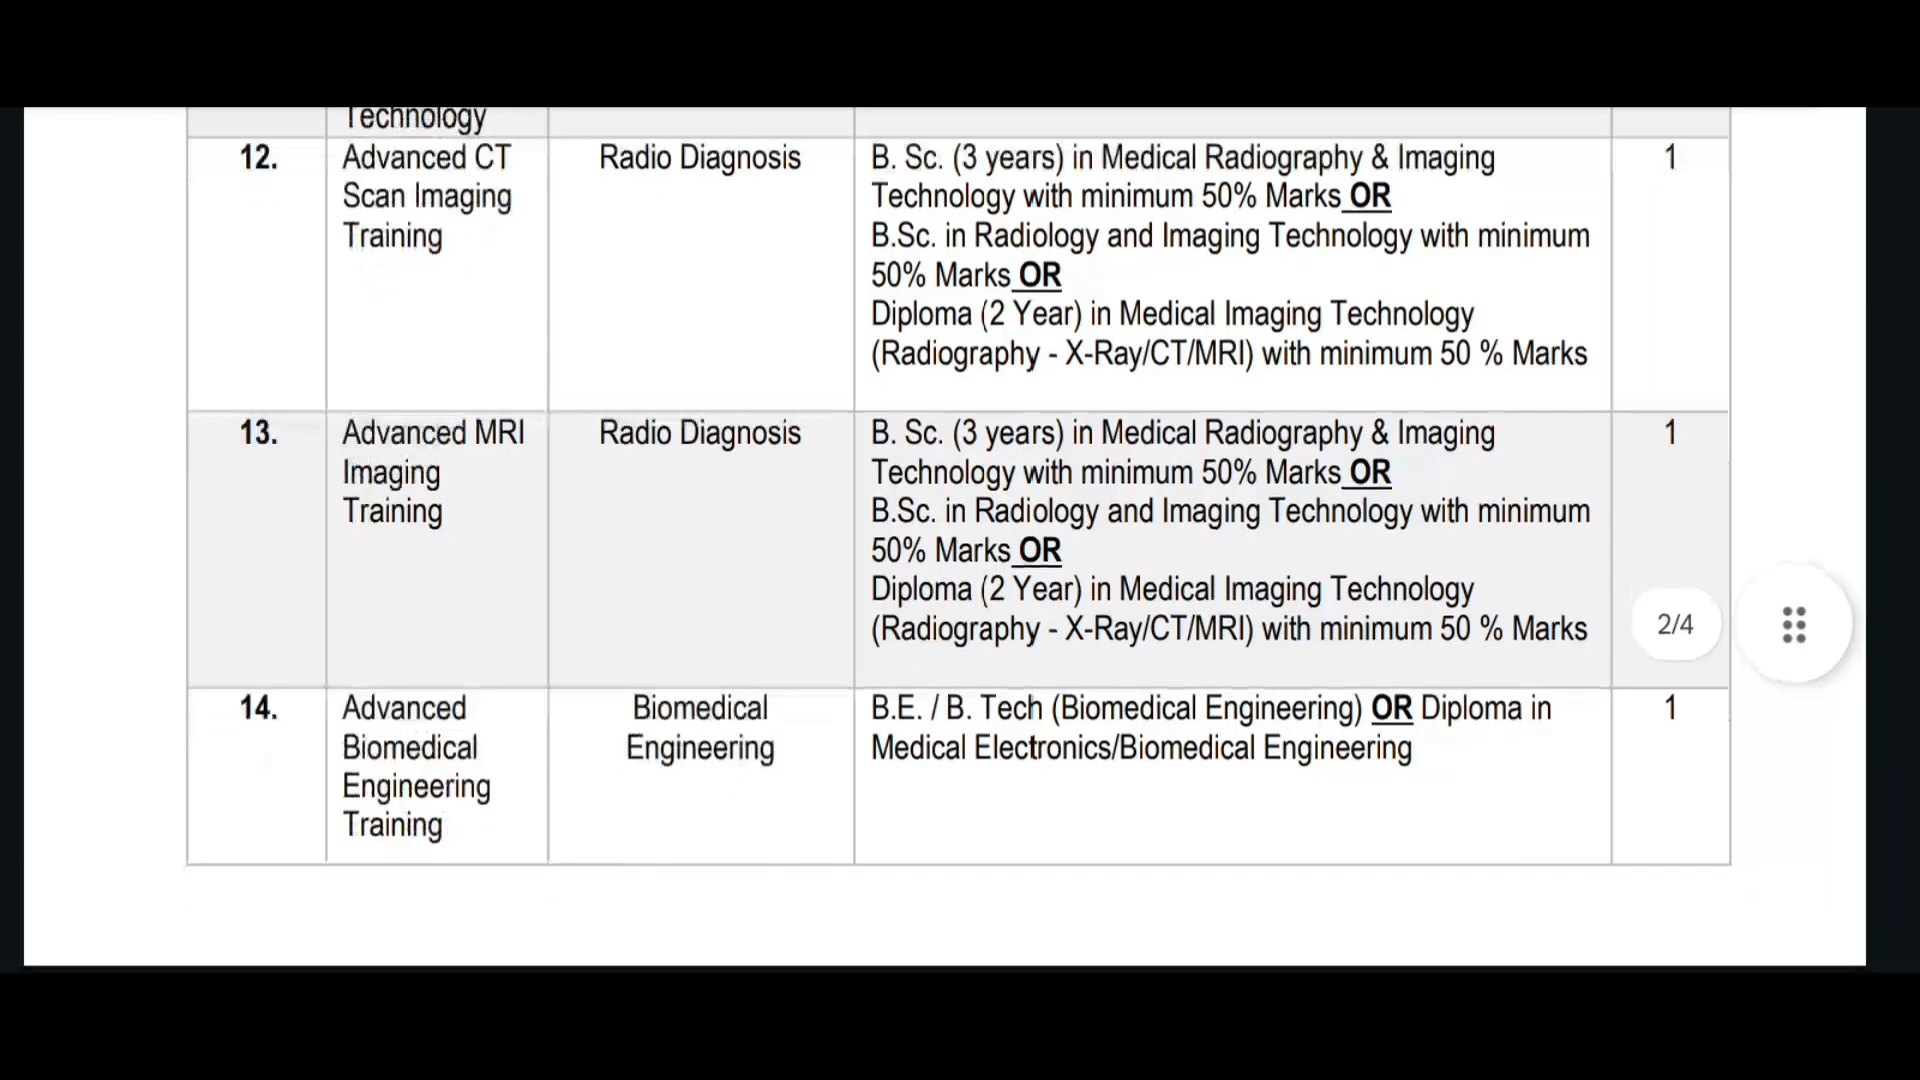 Technology
12.
Advanced CT
Scan Imaging
Training
Radio Diagnosis
B. Sc. (3 years) in Medical Radiography & Imaging
Technology with minimum 50% Marks OR
B.Sc. in Radiology and Imaging Technology with minimum
50% Marks OR
Diploma (2 Year) in Medical Imaging Technology
(Radiography - X-Ray/CT/MRI) with minimum 50 % Marks
1
13.
Advanced MRI
Imaging
Training
Radio Diagnosis
B. Sc. (3 years) in Medical Radiography & Imaging
Technology with minimum 50% Marks OR
B.Sc. in Radiology and Imaging Technology with minimum
50% Marks OR
Diploma (2 Year) in Medical Imaging Technology
(Radiography - X-Ray/CT/MRI) with minimum 50 % Marks
1
2/4
14.
Advanced
Biomedical
Engineering
Training
Biomedical
Engineering
B.E. / B. Tech (Biomedical Engineering) OR Diploma in
Medical Electronics/Biomedical Engineering
1